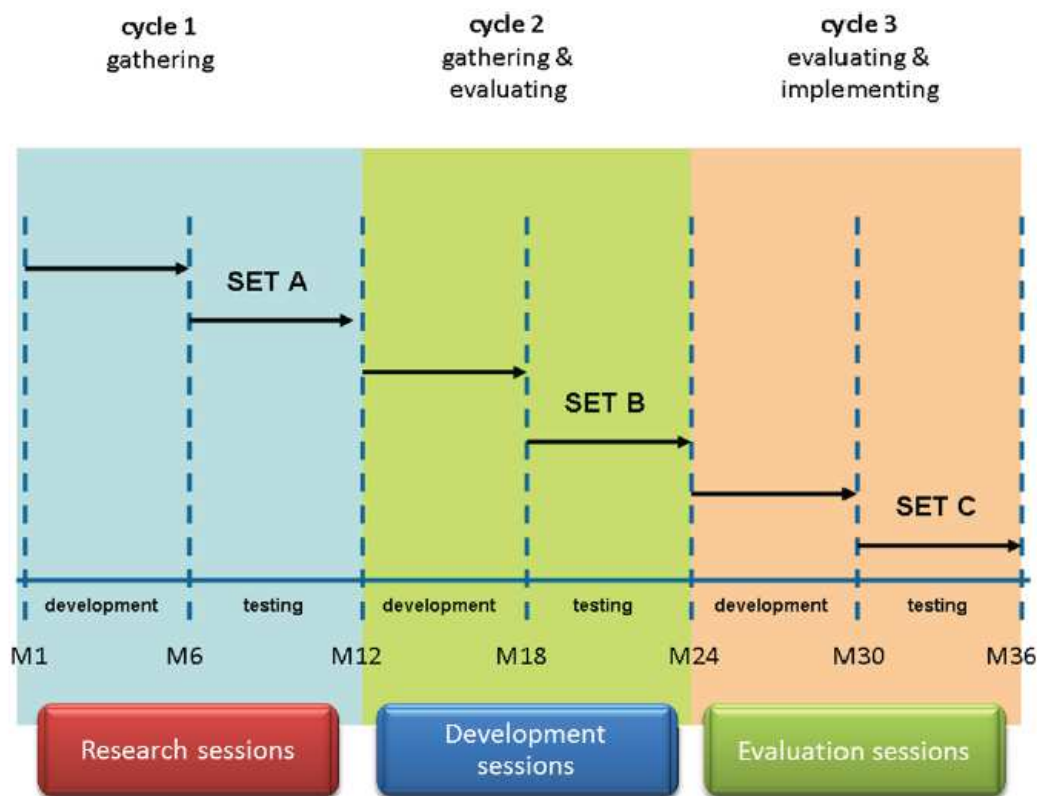 cycle 1
gathering
cycle 2
gathering &
evaluating
cycle 3
evaluating &
implementing
SET A
SET B
SET C
development
testing
development
testing
development
testing
M1
M6
M12
M18
M24
M30
M36
Research sessions
Development
sessions
Evaluation sessions